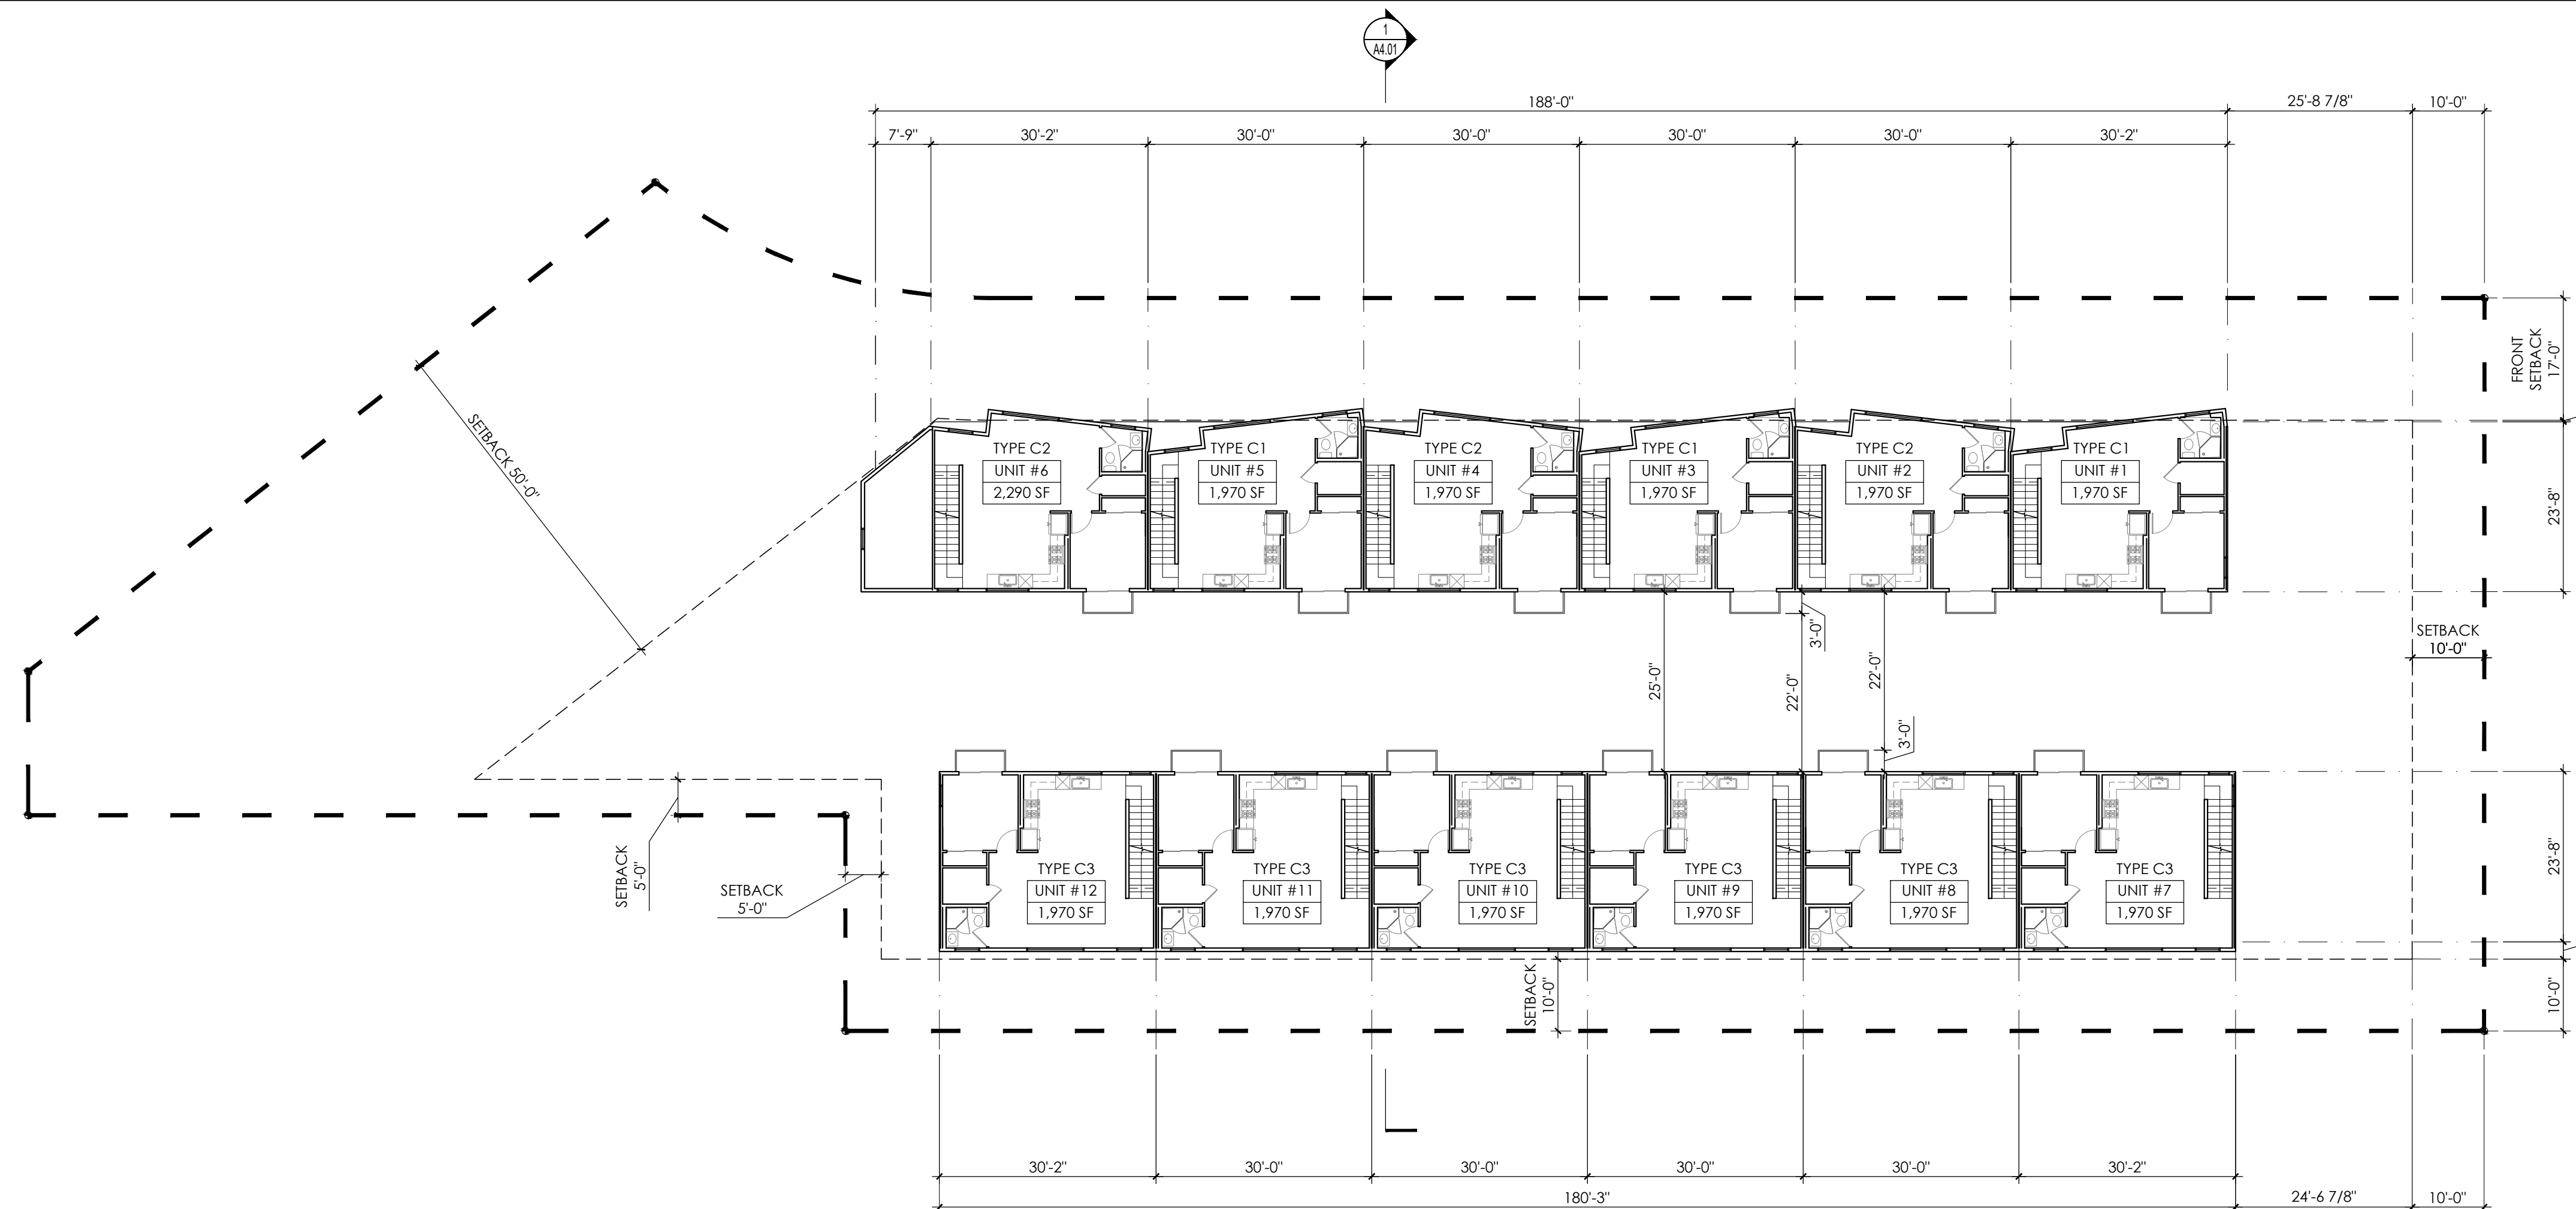 1
A4.01
188'-0"
25'-8 7/8"
10'-0"
7'-9"
30'-2"
30'-0"
30'-0"
30'-0"
30'-0"
30'-2"
FRONT
SETBACK
17'-0"
SETBACK 50'-0"
TYPE C2
UNIT #6
2,290 SF
TYPE C1
UNIT #5
1,970 SF
TYPE C2
UNIT #4
1,970 SF
TYPE C1
UNIT #3
1,970 SF
TYPE C2
UNIT #2
1,970 SF
TYPE C1
UNIT #1
1,970 SF
23'-8"
3'-0"
SETBACK
10'-0"
25'-0"
22'-0"
22'-0"
3'-0"
SETBACK
5'-0"
SETBACK
5'-0"
TYPE C3
UNIT #12
1,970 SF
TYPE C3
UNIT #11
1,970 SF
TYPE C3
UNIT #10
1,970 SF
TYPE C3
UNIT #9
1,970 SF
TYPE C3
UNIT #8
1,970 SF
TYPE C3
UNIT #7
1,970 SF
23'-8"
SETBACK
10'-0"
10'-0"
30'-2"
30'-0"
30'-0"
30'-0"
30'-0"
30'-2"
180'-3"
24'-6 7/8"
10'-0"